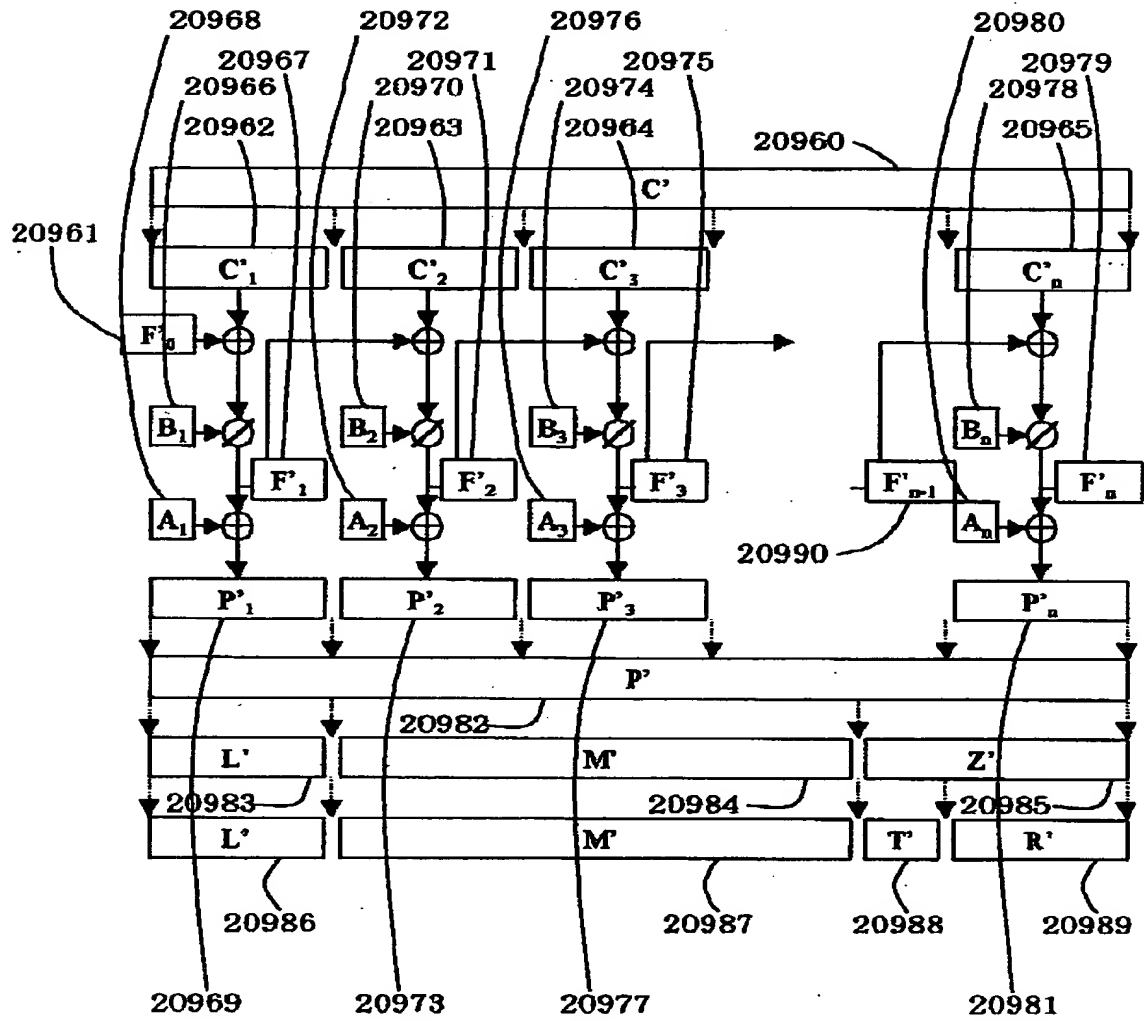 20968 20972 20976 20980
20967 20971 20975 20979
20966 20970 20974 20978
20962 20963 20964 20960 20965
C'
20961
C'1 C'2 C'3 C'n
F'0
B1 B2 B3 Bn
F'1 F'2 F'3 F'n-1 F'n
A1 A2 A3 An
20990
P'1 P'2 P'3 P'n
P'
20982
L' M' Z'
20983 20984 20985
L' M' T' R'
20986 20987 20988 20989
20969 20973 20977 20981